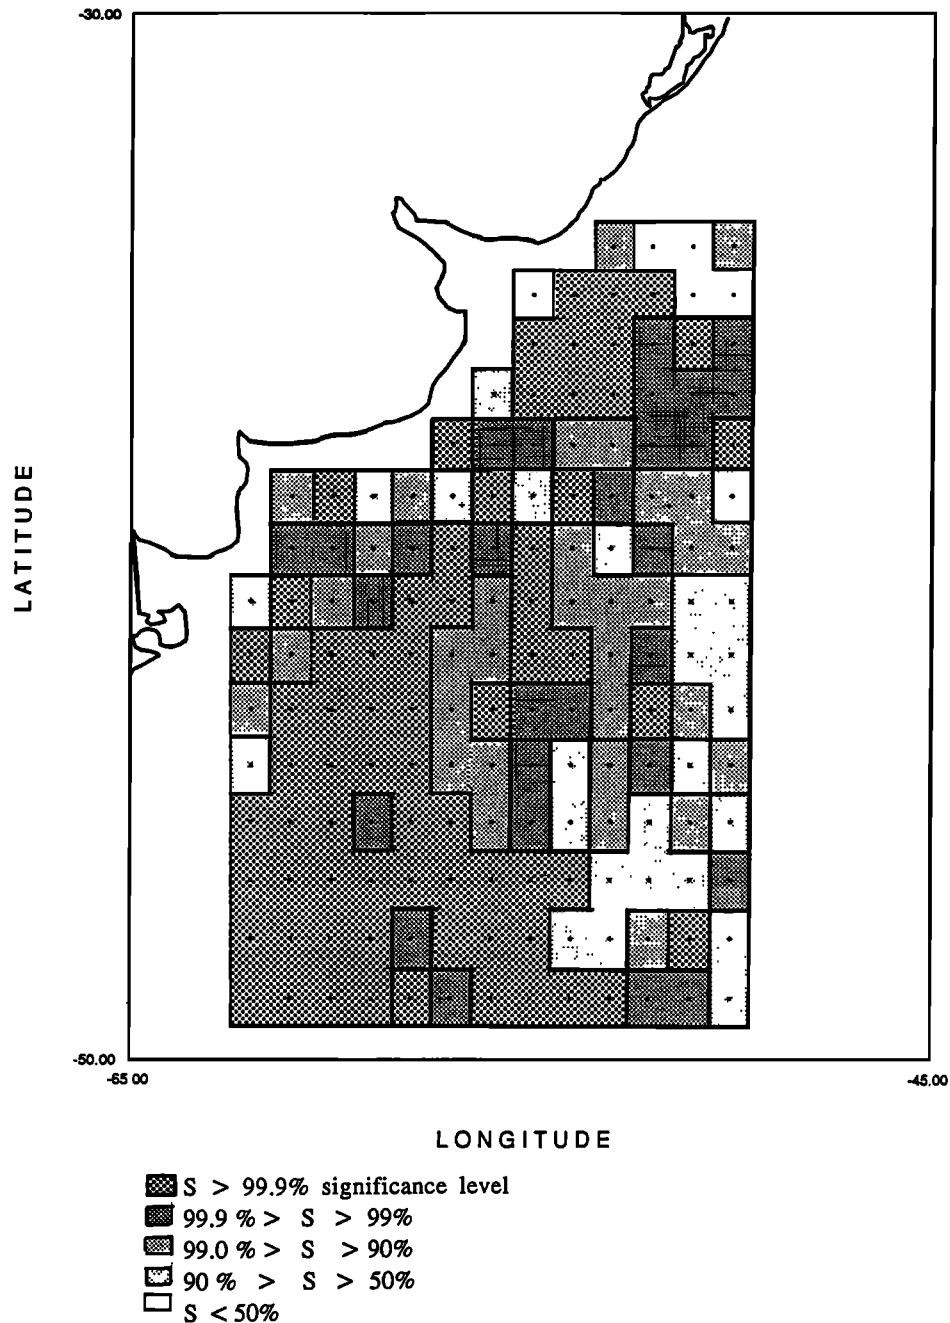 -30.00
LATITUDE
-50.00
-65 00
-45.00
LONGITUDE
S > 99.9% significance level
99.9 % > S > 99%
99.0 % > S > 90%
90 % > S > 50%
S < 50%